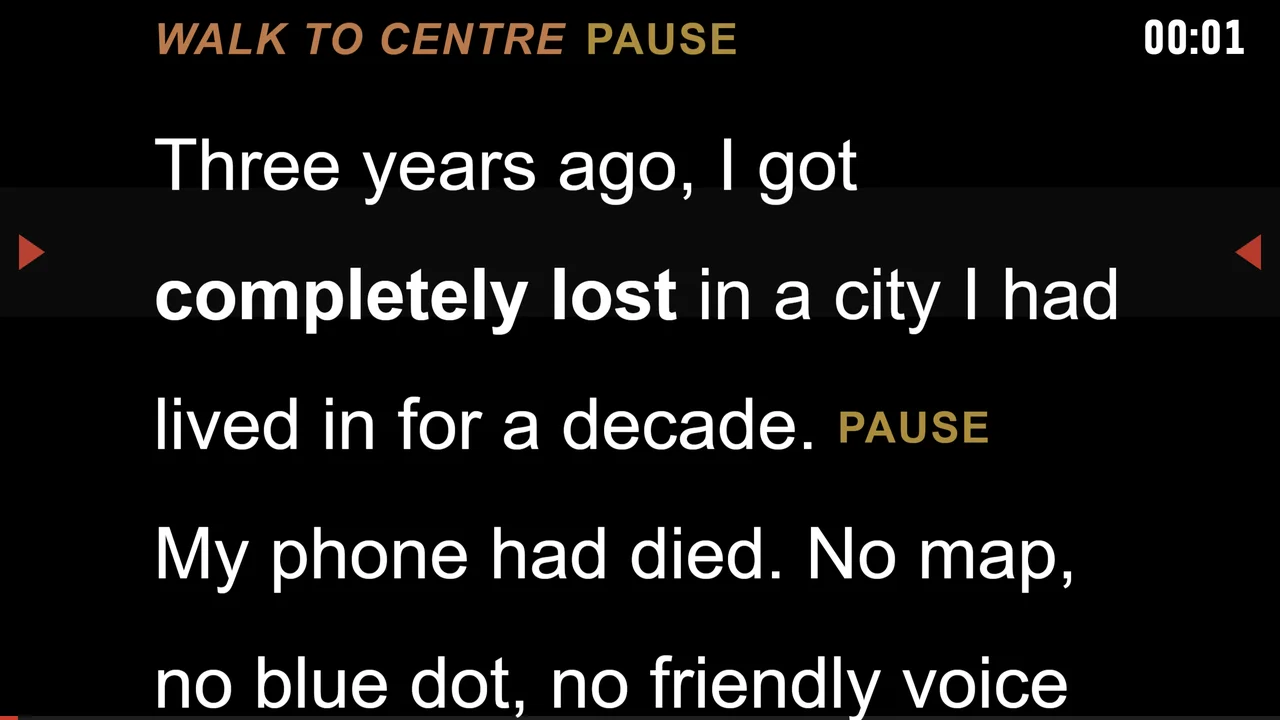 WALK TO CENTRE PAUSE
00:01
Three years ago, I got
completely lost in a city I had
lived in for a decade. PAUSE
My phone had died. No map,
no blue dot, no friendly voice